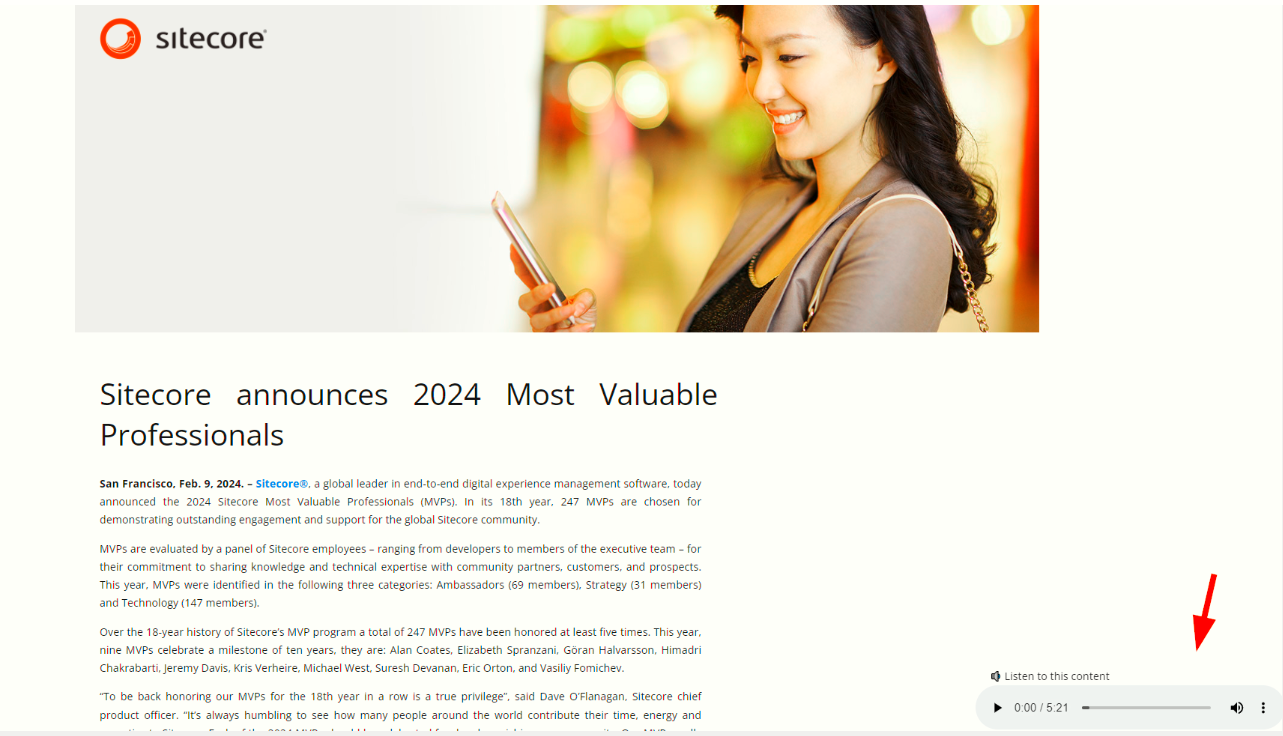 sitecore
Sitecore announces 2024 Most Valuable
Professionals
San Francisco, Feb. 9, 2024. – Sitecore®, a global leader in end-to-end digital experience management software, today
announced the 2024 Sitecore Most Valuable Professionals (MVPs). In its 18th year, 247 MVPs are chosen for
demonstrating outstanding engagement and support for the global Sitecore community.
MVPs are evaluated by a panel of Sitecore employees – ranging from developers to members of the executive team – for
their commitment to sharing knowledge and technical expertise with community partners, customers, and prospects.
This year, MVPs were identified in the following three categories: Ambassadors (69 members), Strategy (31 members)
and Technology (147 members).
Over the 18-year history of Sitecore’s MVP program a total of 247 MVPs have been honored at least five times. This year,
nine MVPs celebrate a milestone of ten years, they are: Alan Coates, Elizabeth Spranzani, Göran Halvarsson, Himadri
Chakrabarti, Jeremy Davis, Kris Verheire, Michael West, Suresh Devanan, Eric Orton, and Vasiliy Fomichev.
“To be back honoring our MVPs for the 18th year in a row is a true privilege”, said Dave O’Flanagan, Sitecore chief
product officer. “It’s always humbling to see how many people around the world contribute their time, energy and
Listen to this content
0:00 / 5:21